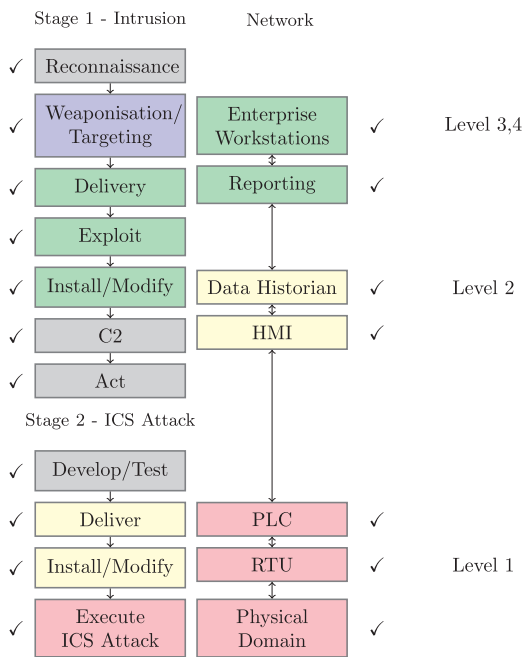 Stage 1 - Intrusion
Network
✓ Reconnaissance
✓ Weaponisation/
Targeting
Enterprise
Workstations ✓
Level 3,4
✓ Delivery
Reporting ✓
✓ Exploit
✓ Install/Modify
Data Historian ✓
Level 2
✓ C2
HMI ✓
✓ Act
Stage 2 - ICS Attack
✓ Develop/Test
✓ Deliver
PLC ✓
✓ Install/Modify
RTU ✓
Level 1
✓ Execute
ICS Attack
Physical
Domain ✓